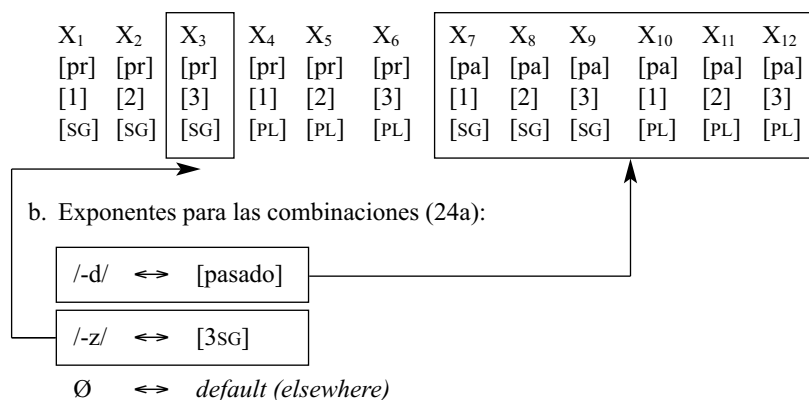 X₁ X₂ X₃ X₄ X₅ X₆ X₇ X₈ X₉ X₁₀ X₁₁ X₁₂
[pr] [pr] [pr] [pr] [pr] [pr] [pa] [pa] [pa] [pa] [pa] [pa]
[1] [2] [3] [1] [2] [3] [1] [2] [3] [1] [2] [3]
[SG] [SG] [SG] [PL] [PL] [PL] [SG] [SG] [SG] [PL] [PL] [PL]
b. Exponentes para las combinaciones (24a):
/-d/ ↔ [pasado]
/-z/ ↔ [3SG]
Ø ↔ default (elsewhere)